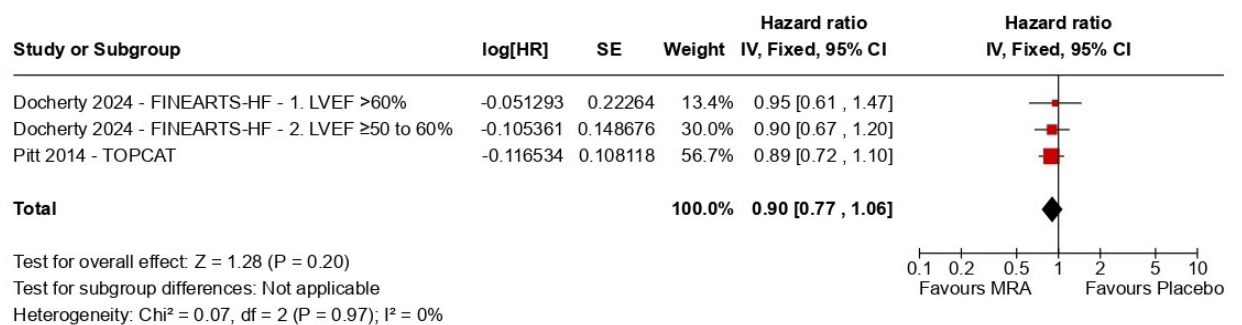 Hazard ratio Hazard ratio
Study or Subgroup log[HR] SE Weight IV, Fixed, 95% CI IV, Fixed, 95% CI
Docherty 2024 - FINEARTS-HF - 1. LVEF >60% -0.051293 0.22264 13.4% 0.95 [0.61 , 1.47]
Docherty 2024 - FINEARTS-HF - 2. LVEF ≥50 to 60% -0.105361 0.148676 30.0% 0.90 [0.67 , 1.20]
Pitt 2014 - TOPCAT -0.116534 0.108118 56.7% 0.89 [0.72 , 1.10]
Total 100.0% 0.90 [0.77 , 1.06]
Test for overall effect: Z = 1.28 (P = 0.20)
0.1 0.2 0.5 1 2 5 10
Test for subgroup differences: Not applicable Favours MRA Favours Placebo
Heterogeneity: Chi² = 0.07, df = 2 (P = 0.97); I² = 0%